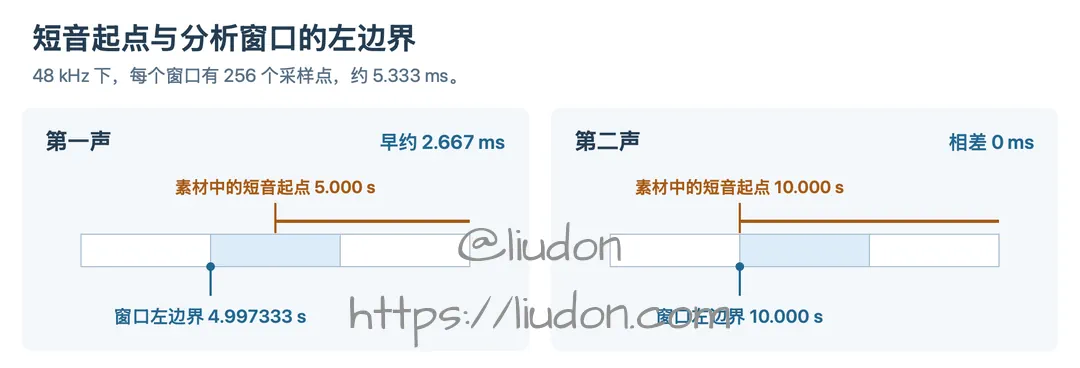 短音起点与分析窗口的左边界
48 kHz 下，每个窗口有 256 个采样点，约 5.333 ms。
第一声
早约 2.667 ms
素材中的短音起点 5.000 s
窗口左边界 4.997333 s
第二声
相差 0 ms
素材中的短音起点 10.000 s
窗口左边界 10.000 s
@liudon
https://liudon.com